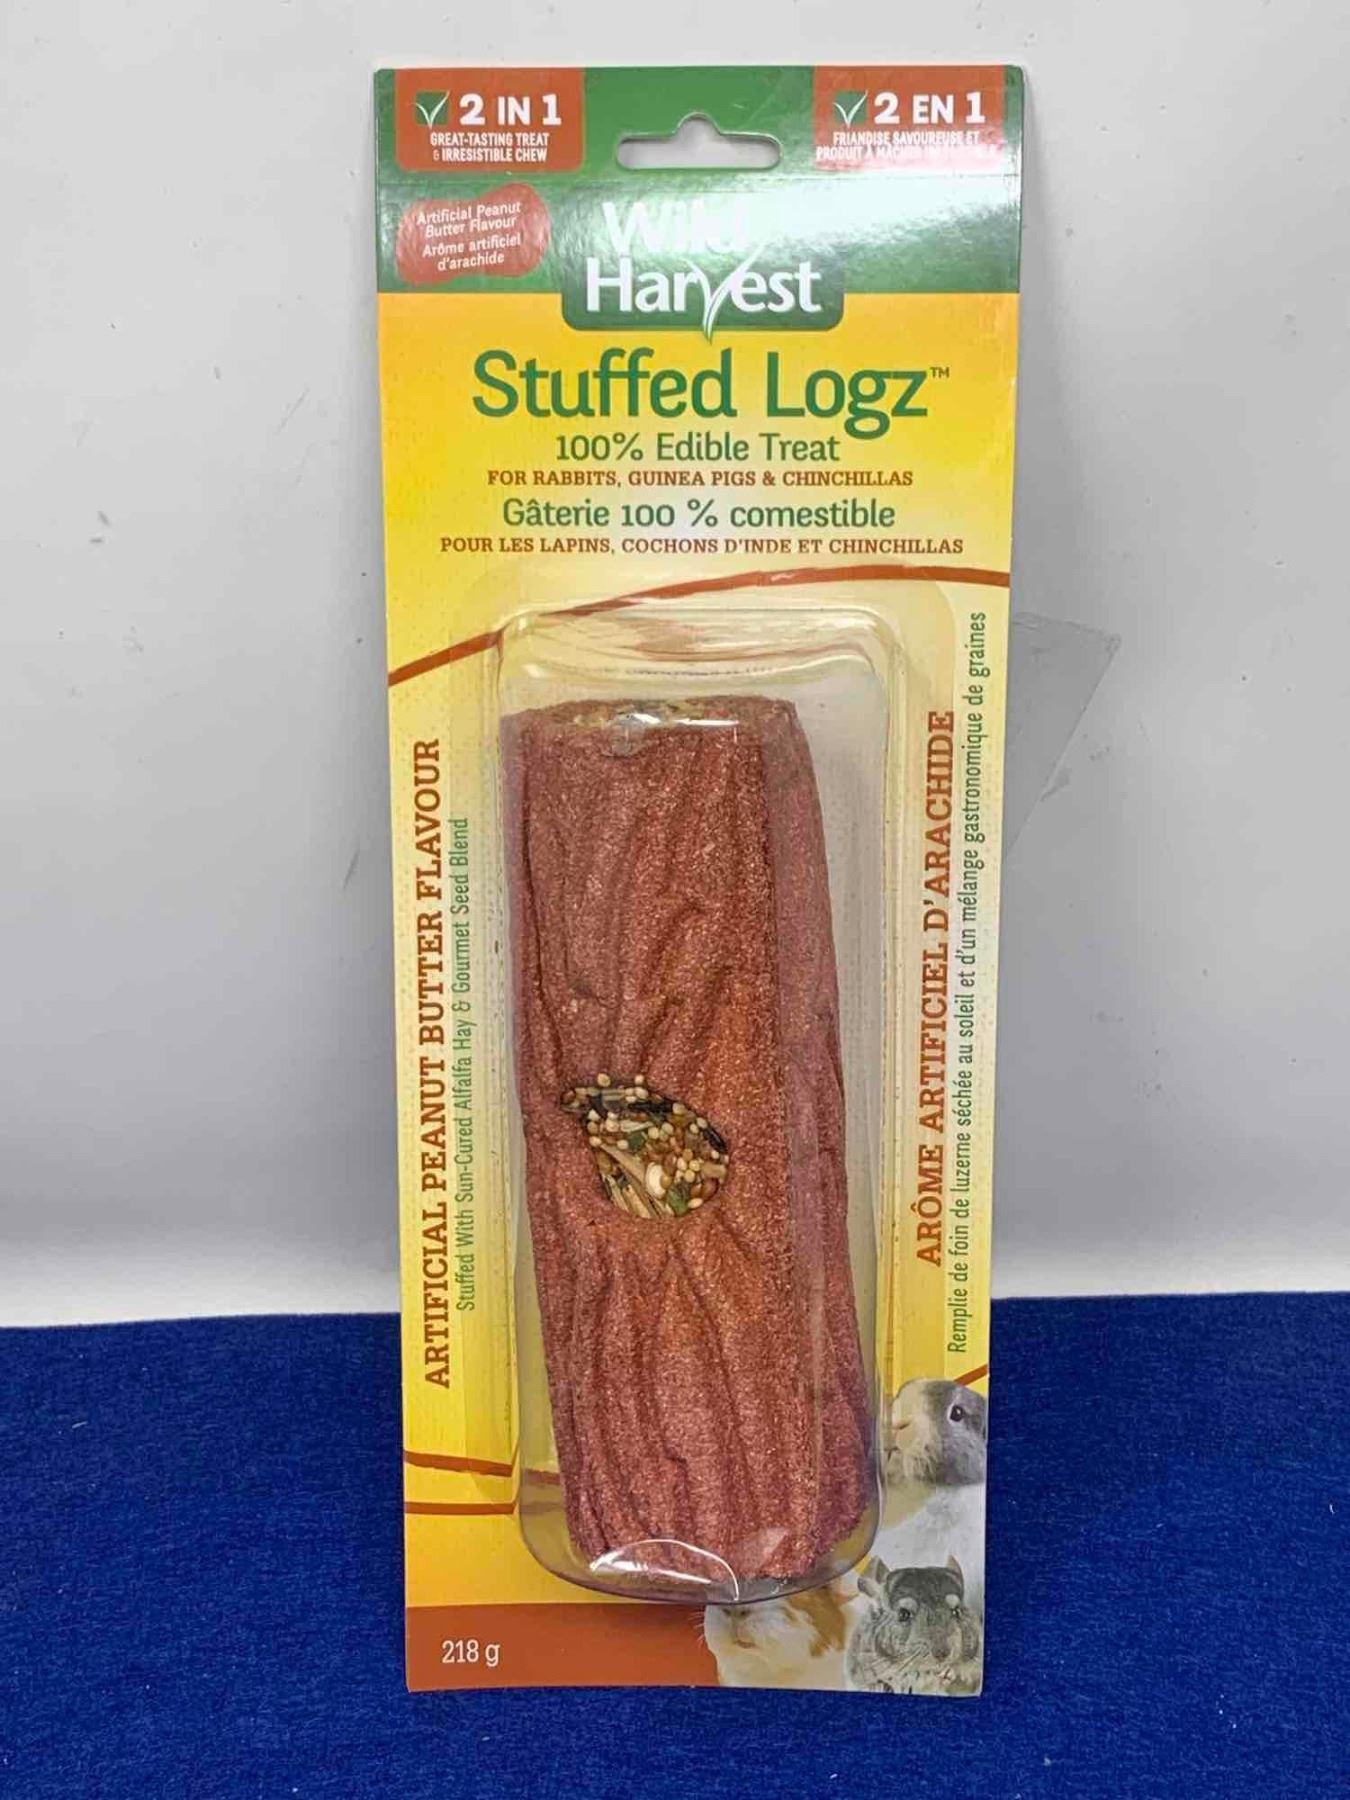 2 IN 1
GREAT-TASTING TREAT
& IRRESISTIBLE CHEW
2 EN 1
FRIANDISE SAVOUREUSE ET
PRODUIT À MÂCHER
Artificial Peanut
Butter Flavour
Arôme artificiel
d'arachide
Wild
Harvest
Stuffed Logz™
100% Edible Treat
FOR RABBITS, GUINEA PIGS & CHINCHILLAS
Gâterie 100 % comestible
POUR LES LAPINS, COCHONS D'INDE ET CHINCHILLAS
ARTIFICIAL PEANUT BUTTER FLAVOUR
Stuffed With Sun-Cured Alfalfa Hay & Gourmet Seed Blend
ARÔME ARTIFICIEL D'ARACHIDE
Remplie de foin de luzerne séchée au soleil et d'un mélange gastronomique de graines
218 g